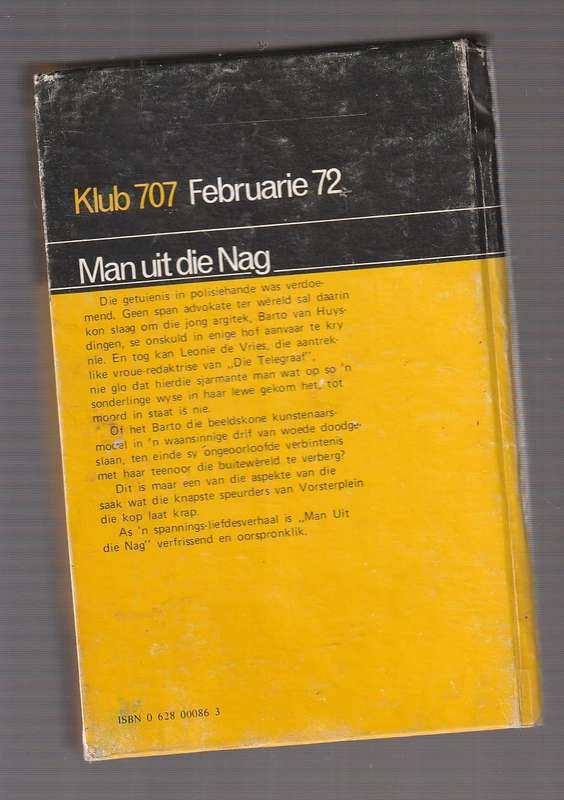 Klub 707 Februarie 72
Man uit die Nag
Die getuienis in polisiehande was verdoe-
mend. Geen span advokate ter wêreld sal daarin
kon slaag om die jong argitek, Barto van Huys-
dingen, se onskuld in enige hof aanvaar te kry
nie. En tog kan Leonie de Vries, die aantrek-
like vroue-redaktrise van „Die Telegraaf",
nie glo dat hierdie sjarmante man wat op so 'n
sonderlinge wyse in haar lewe gekom het, tot
moord in staat is nie.
Of het Barto die beeldskone kunstenaars-
model in 'n waansinnige drif van woede doodge-
slaan, ten einde sy ongeoorloofde verbintenis
met haar teenoor die buitewêreld te verberg?
Dit is maar een van die aspekte van die
saak wat die knapste speurders van Vorsterplein
die kop laat krap.
As 'n spannings-liefdesverhaal is „Man Uit
die Nag" verfrissend en oorspronklik.
ISBN 0 628 00086 3